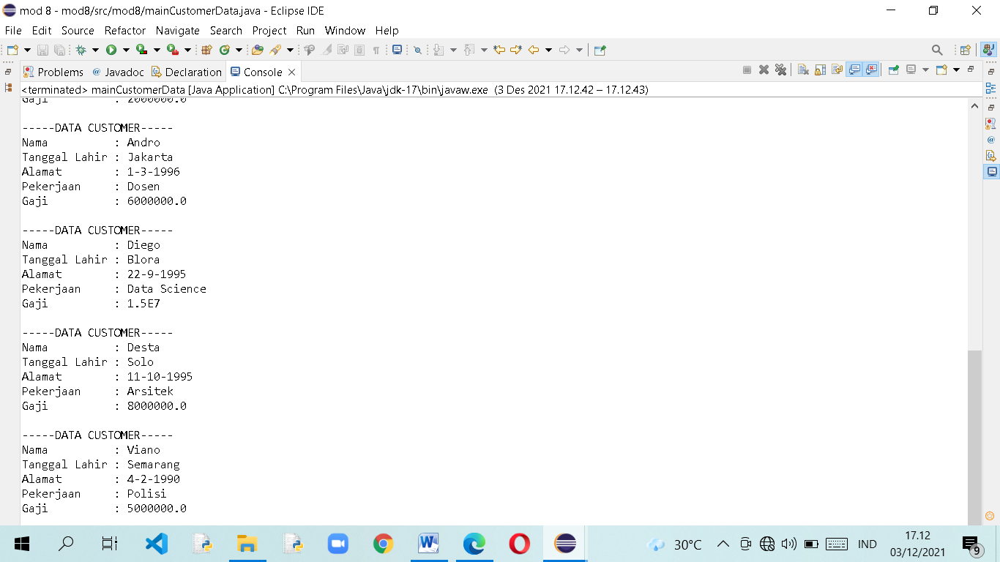 mod 8 - mod8/src/mod8/mainCustomerData.java - Eclipse IDE
File Edit Source Refactor Navigate Search Project Run Window Help
Problems @ Javadoc Declaration Console
<terminated> mainCustomerData [Java Application] C:\Program Files\Java\jdk-17\bin\javaw.exe (3 Des 2021 17.12.42 – 17.12.43)
Gaji : 2000000.0
-----DATA CUSTOMER-----
Nama : Andro
Tanggal Lahir : Jakarta
Alamat : 1-3-1996
Pekerjaan : Dosen
Gaji : 6000000.0
-----DATA CUSTOMER-----
Nama : Diego
Tanggal Lahir : Blora
Alamat : 22-9-1995
Pekerjaan : Data Science
Gaji : 1.5E7
-----DATA CUSTOMER-----
Nama : Desta
Tanggal Lahir : Solo
Alamat : 11-10-1995
Pekerjaan : Arsitek
Gaji : 8000000.0
-----DATA CUSTOMER-----
Nama : Viano
Tanggal Lahir : Semarang
Alamat : 4-2-1990
Pekerjaan : Polisi
Gaji : 5000000.0
30°C IND 17.12
03/12/2021 9